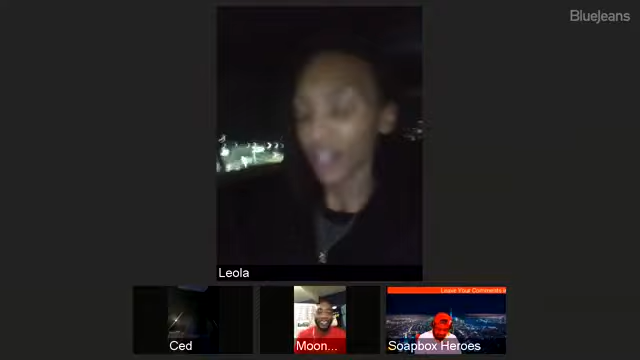 BlueJeans
Leola
Leave Your Comments
Ced
Moon...
Soapbox Heroes